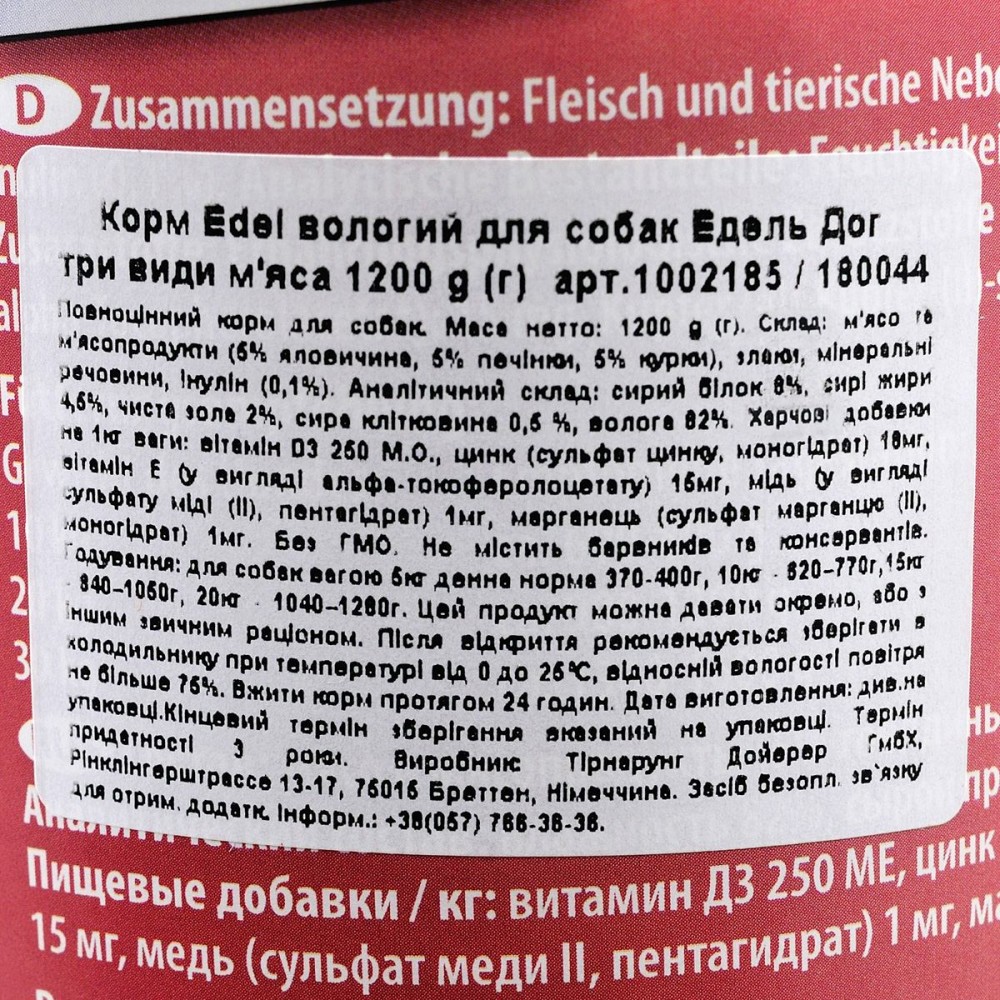 D Zusammensetzung: Fleisch und tierische Nebe
Корм Edel вологий для собак Едель Дог
три види м'яса 1200 g (г) арт.1002185 / 180044
Повноцінний корм для собак. Маса нетто: 1200 g (г). Склад: м'ясо та
м'ясопродукти (5% яловичина, 5% печінки, 5% курки), злаки, мінеральні
речовини, інулін (0,1%). Аналітичний склад: сирий білок 8%, сирі жири
4,5%, чиста зола 2%, сира клітковина 0,5 %, волога 82%. Харчові добавки
на 1кг ваги: вітамін D3 250 М.О., цинк (сульфат цинку, моногідрат) 18мг,
вітамін Е (у вигляді альфа-токоферолоцетату) 15мг, мідь (у вигляді
сульфату міді (II), пентагідрат) 1мг, марганець (сульфат марганцю (II),
моногідрат) 1мг. Без ГМО. Не містить барвників та консервантів.
Годування: для собак вагою 5кг денна норма 370-400г, 10кг - 620–770г,15кг
- 840–1050г, 20кг - 1040–1280г. Цей продукт можна давати окремо, або з
іншим звичним раціоном. Після відкриття рекомендується зберігати в
холодильнику при температурі від 0 до 25°С, відносній вологості повітря
не більше 75%. Вжити корм протягом 24 годин. Дата виготовлення: див.на
упаковці.Кінцевий термін зберігання вказаний на упаковці. Термін
придатності 3 роки. Виробник: Тірнарунг Дойерер ГмбХ,
Рінклінгерштрассе 13-17, 75015 Бреттен, Німеччина. Засіб безопл. зв`язку
для отрим. додатк. інформ.: +38(057) 766-36-36.
Пищевые добавки / кг: витамин Д3 250 МЕ, цинк
15 мг, медь (сульфат меди II, пентагидрат) 1 мг, ма